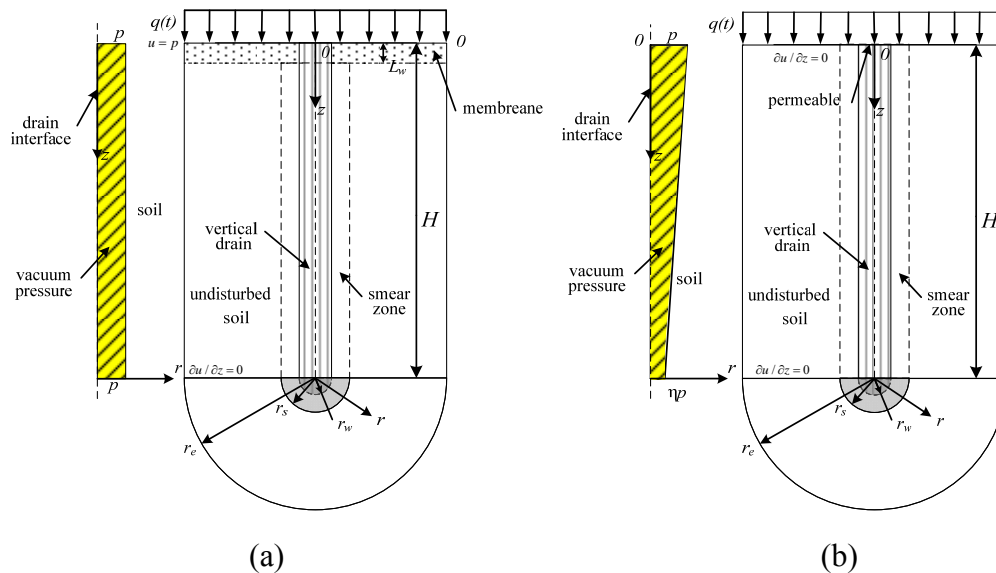 q(t)
p
u = p
0
0
L_w
membreane
drain
interface
z
z
soil
vertical
drain
H
vacuum
pressure
undisturbed
soil
smear
zone
∂u / ∂z = 0
p
r
r_s
r_w
r
r_e
(a)
q(t)
0
p
∂u / ∂z = 0
0
permeable
drain
interface
z
z
vertical
drain
H
vacuum
pressure
soil
undisturbed
soil
smear
zone
∂u / ∂z = 0
ηp
r
r_s
r_w
r
r_e
(b)